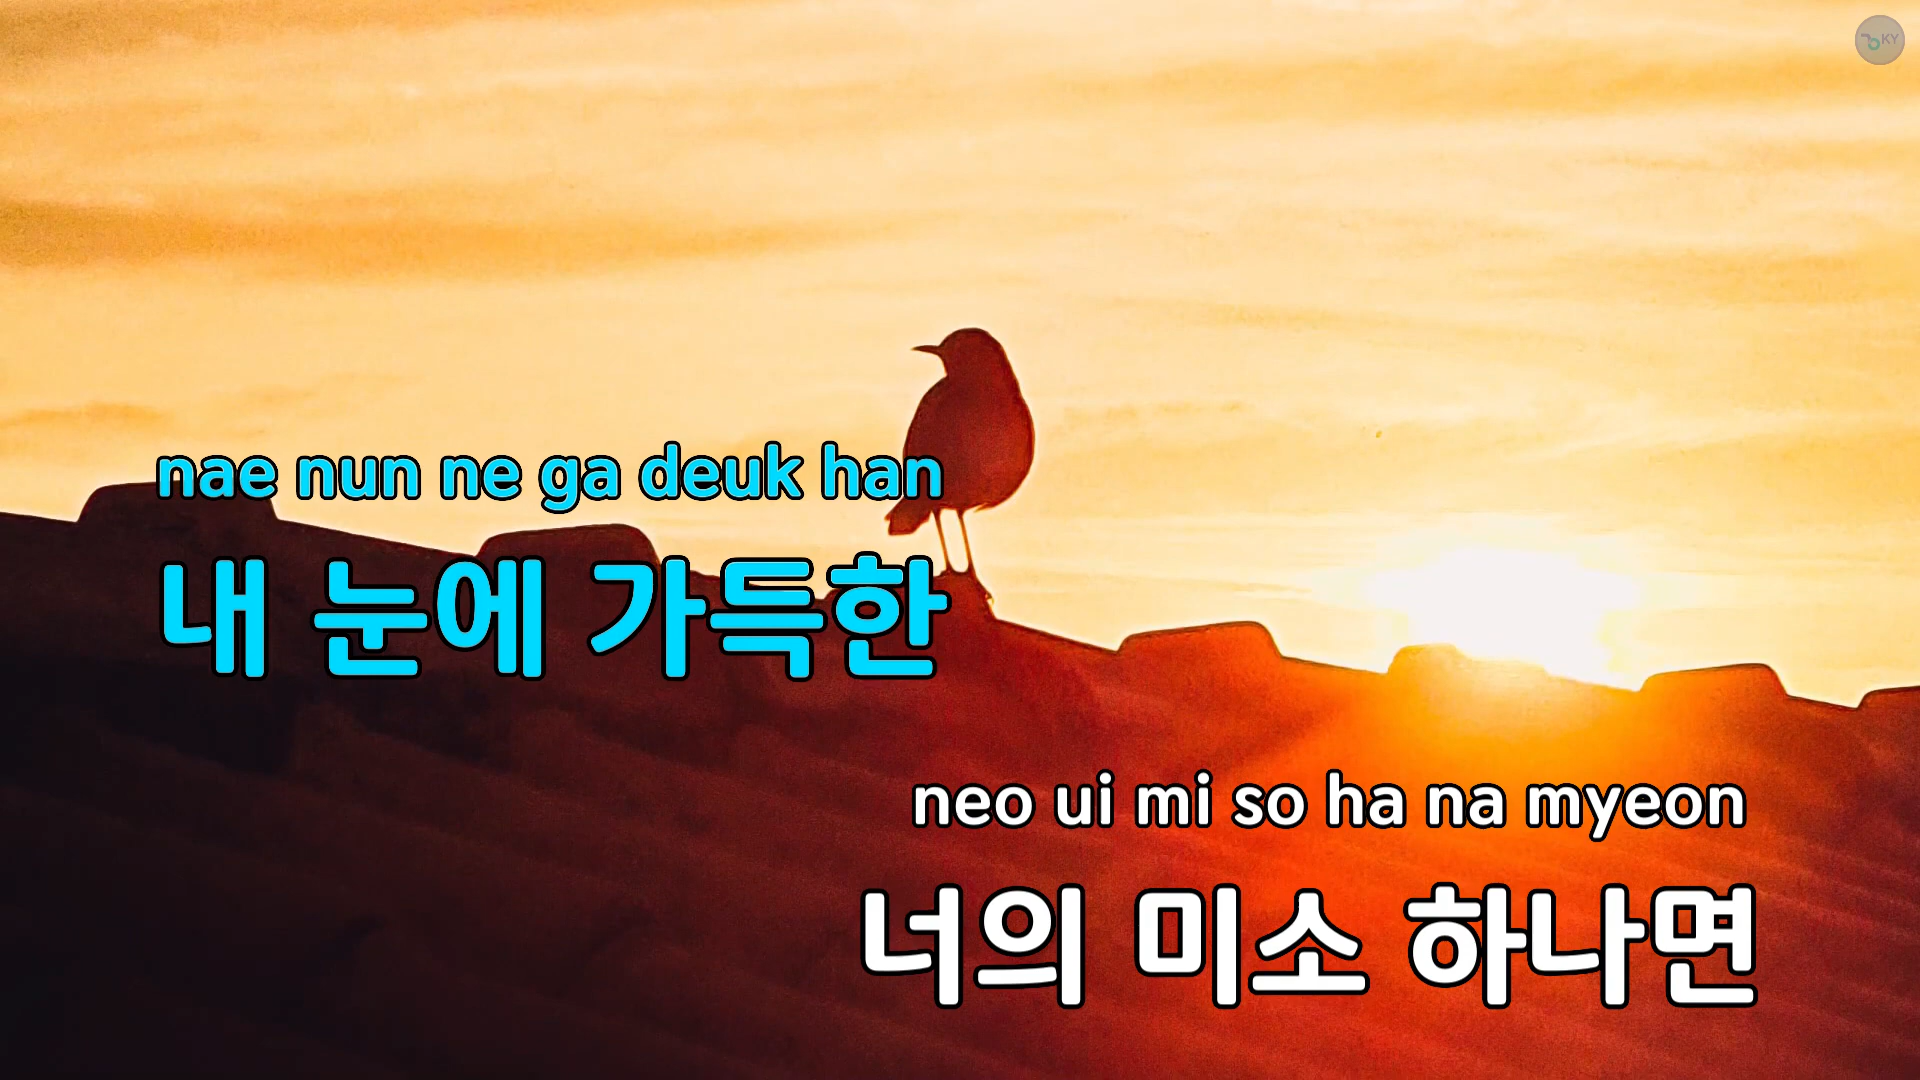 KY
nae nun ne ga deuk han
내 눈에 가득한
neo ui mi so ha na myeon
너의 미소 하나면